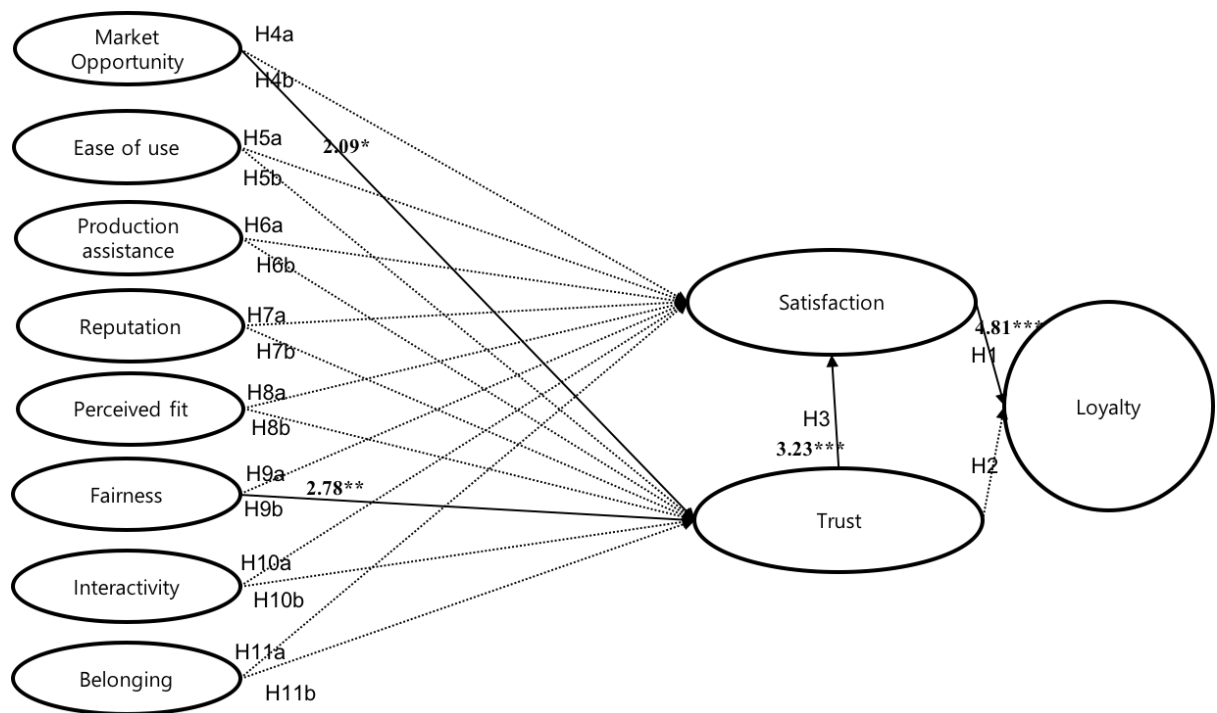 Market
Opportunity
H4a
H4b
Ease of use
H5a
H5b
2.09*
Production
assistance
H6a
H6b
Reputation
H7a
H7b
Perceived fit
H8a
H8b
Fairness
H9a
H9b
2.78**
Interactivity
H10a
H10b
Belonging
H11a
H11b
Satisfaction
4.81***
H1
H3
3.23***
Trust
H2
Loyalty